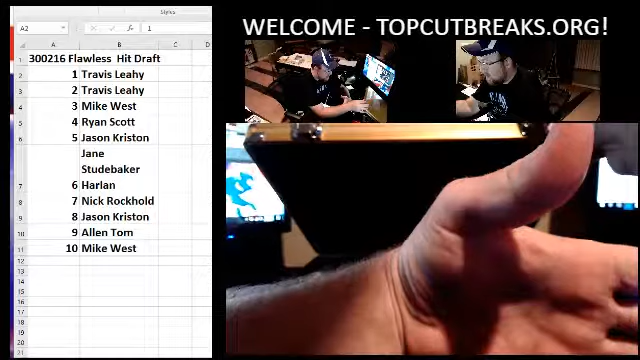 Styles
A2
1
WELCOME - TOPCUTBREAKS.ORG!
A B C D
1 300216 Flawless Hit Draft
2 1 Travis Leahy
3 2 Travis Leahy
4 3 Mike West
5 4 Ryan Scott
6 5 Jason Kriston
Jane
Studebaker
7 6 Harlan
8 7 Nick Rockhold
9 8 Jason Kriston
10 9 Allen Tom
11 10 Mike West
12
13
14
15
16
17
18
19
20
21